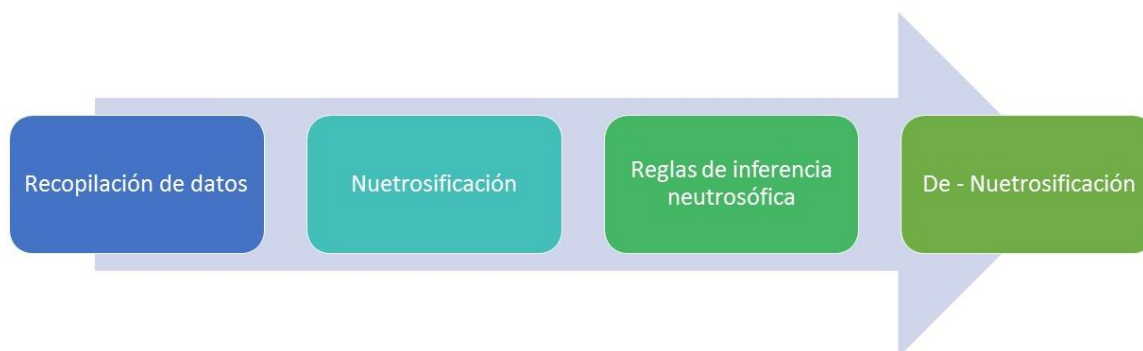 Recopilación de datos
Nuetrosificación
Reglas de inferencia
neutrosófica
De - Nuetrosificación